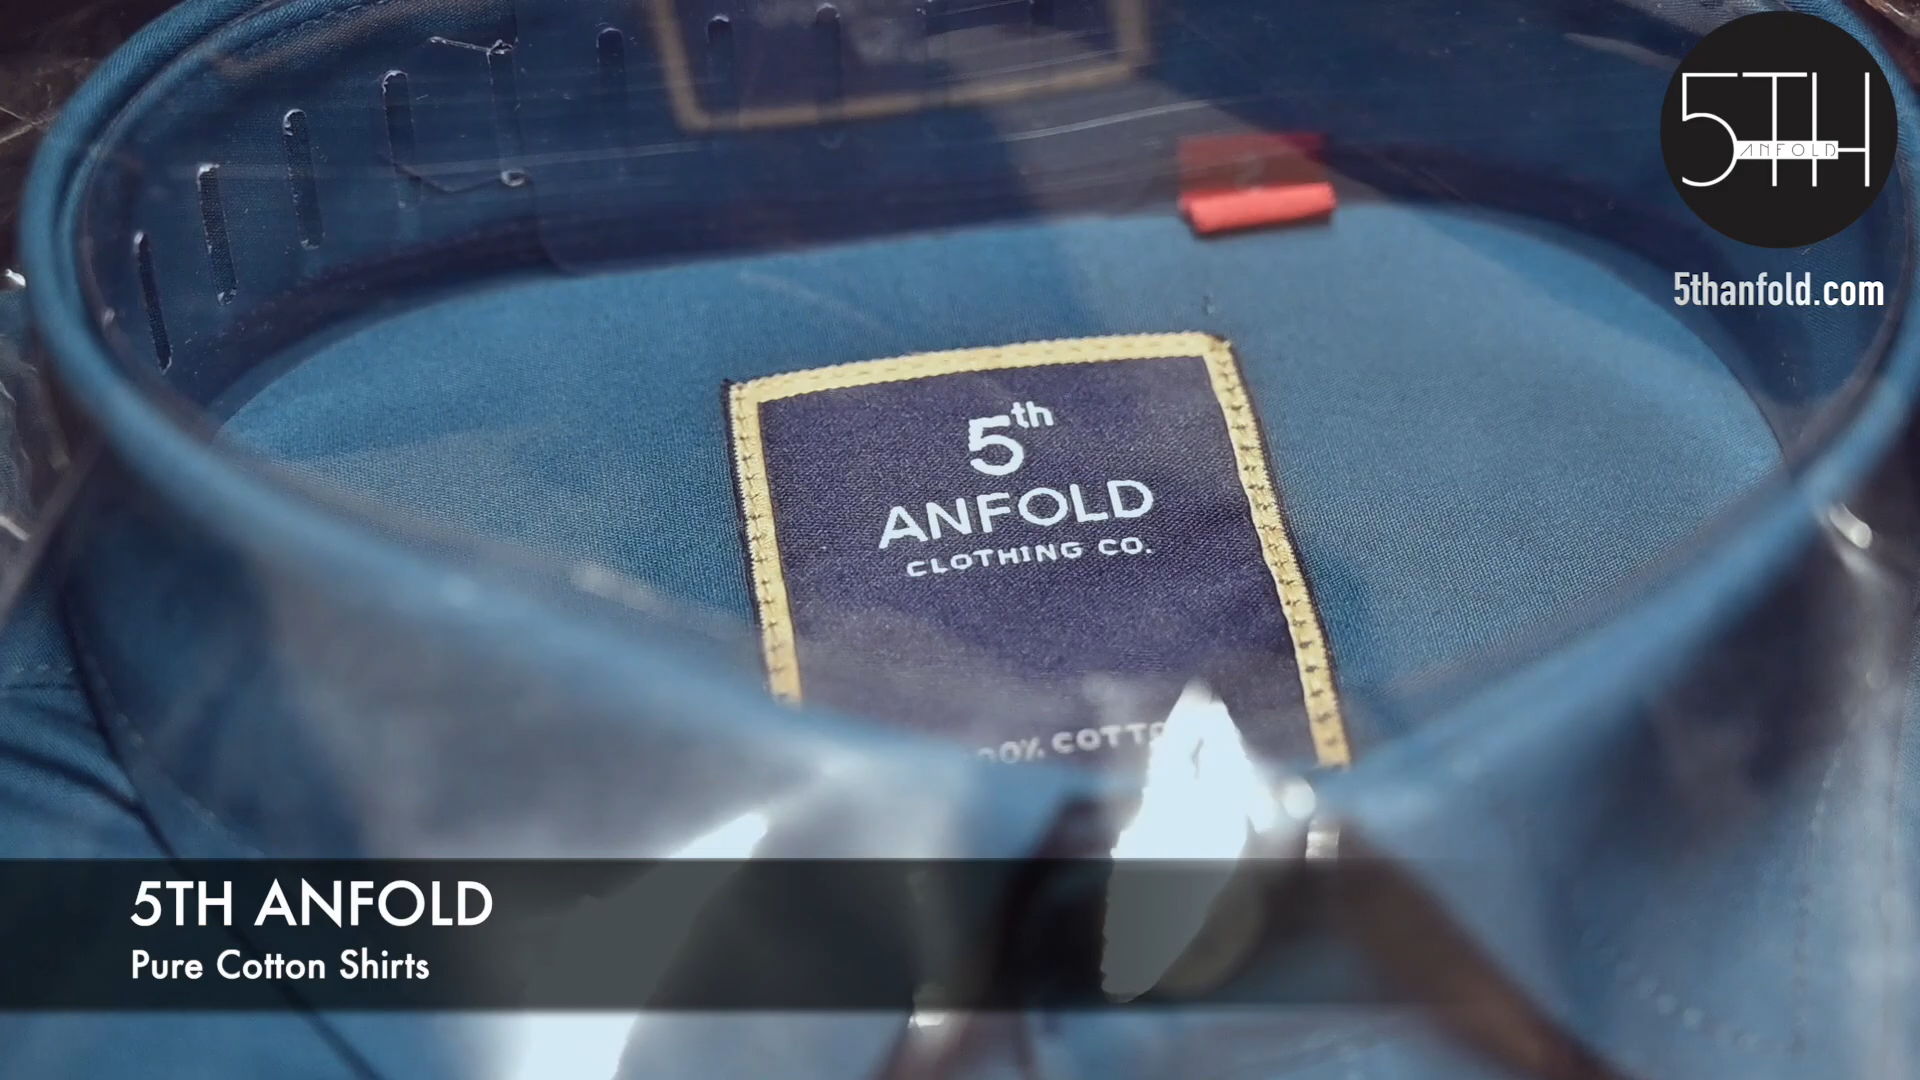 5TH
ANFOLD
5thanfold.com
5th
ANFOLD
CLOTHING CO.
5TH ANFOLD
Pure Cotton Shirts